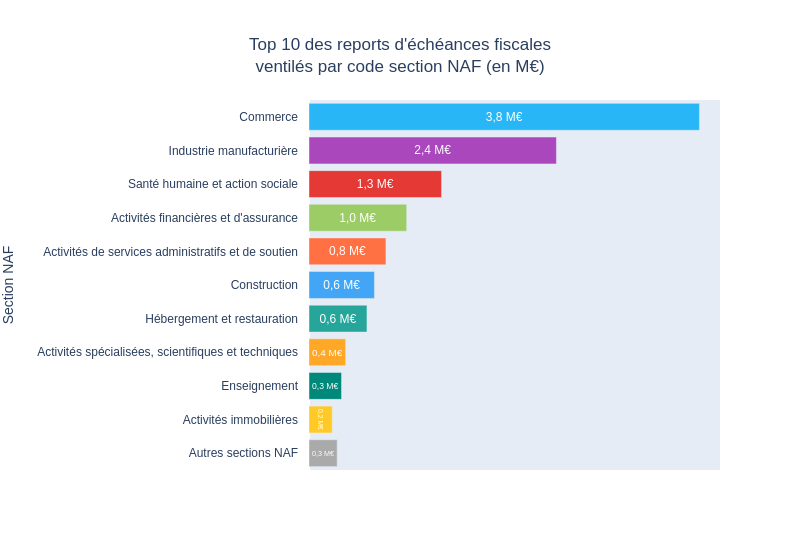 Top 10 des reports d'échéances fiscales
ventilés par code section NAF (en M€)
Section NAF
Commerce 3,8 M€
Industrie manufacturière 2,4 M€
Santé humaine et action sociale 1,3 M€
Activités financières et d'assurance 1,0 M€
Activités de services administratifs et de soutien 0,8 M€
Construction 0,6 M€
Hébergement et restauration 0,6 M€
Activités spécialisées, scientifiques et techniques 0,4 M€
Enseignement 0,3 M€
Activités immobilières 0,2 M€
Autres sections NAF 0,3 M€